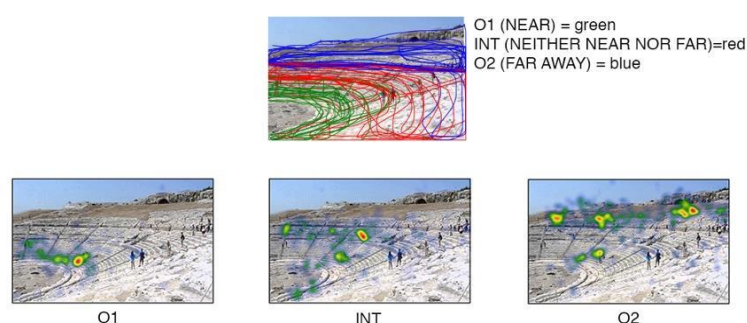 O1 (NEAR) = green
INT (NEITHER NEAR NOR FAR)=red
O2 (FAR AWAY) = blue
O1
INT
O2